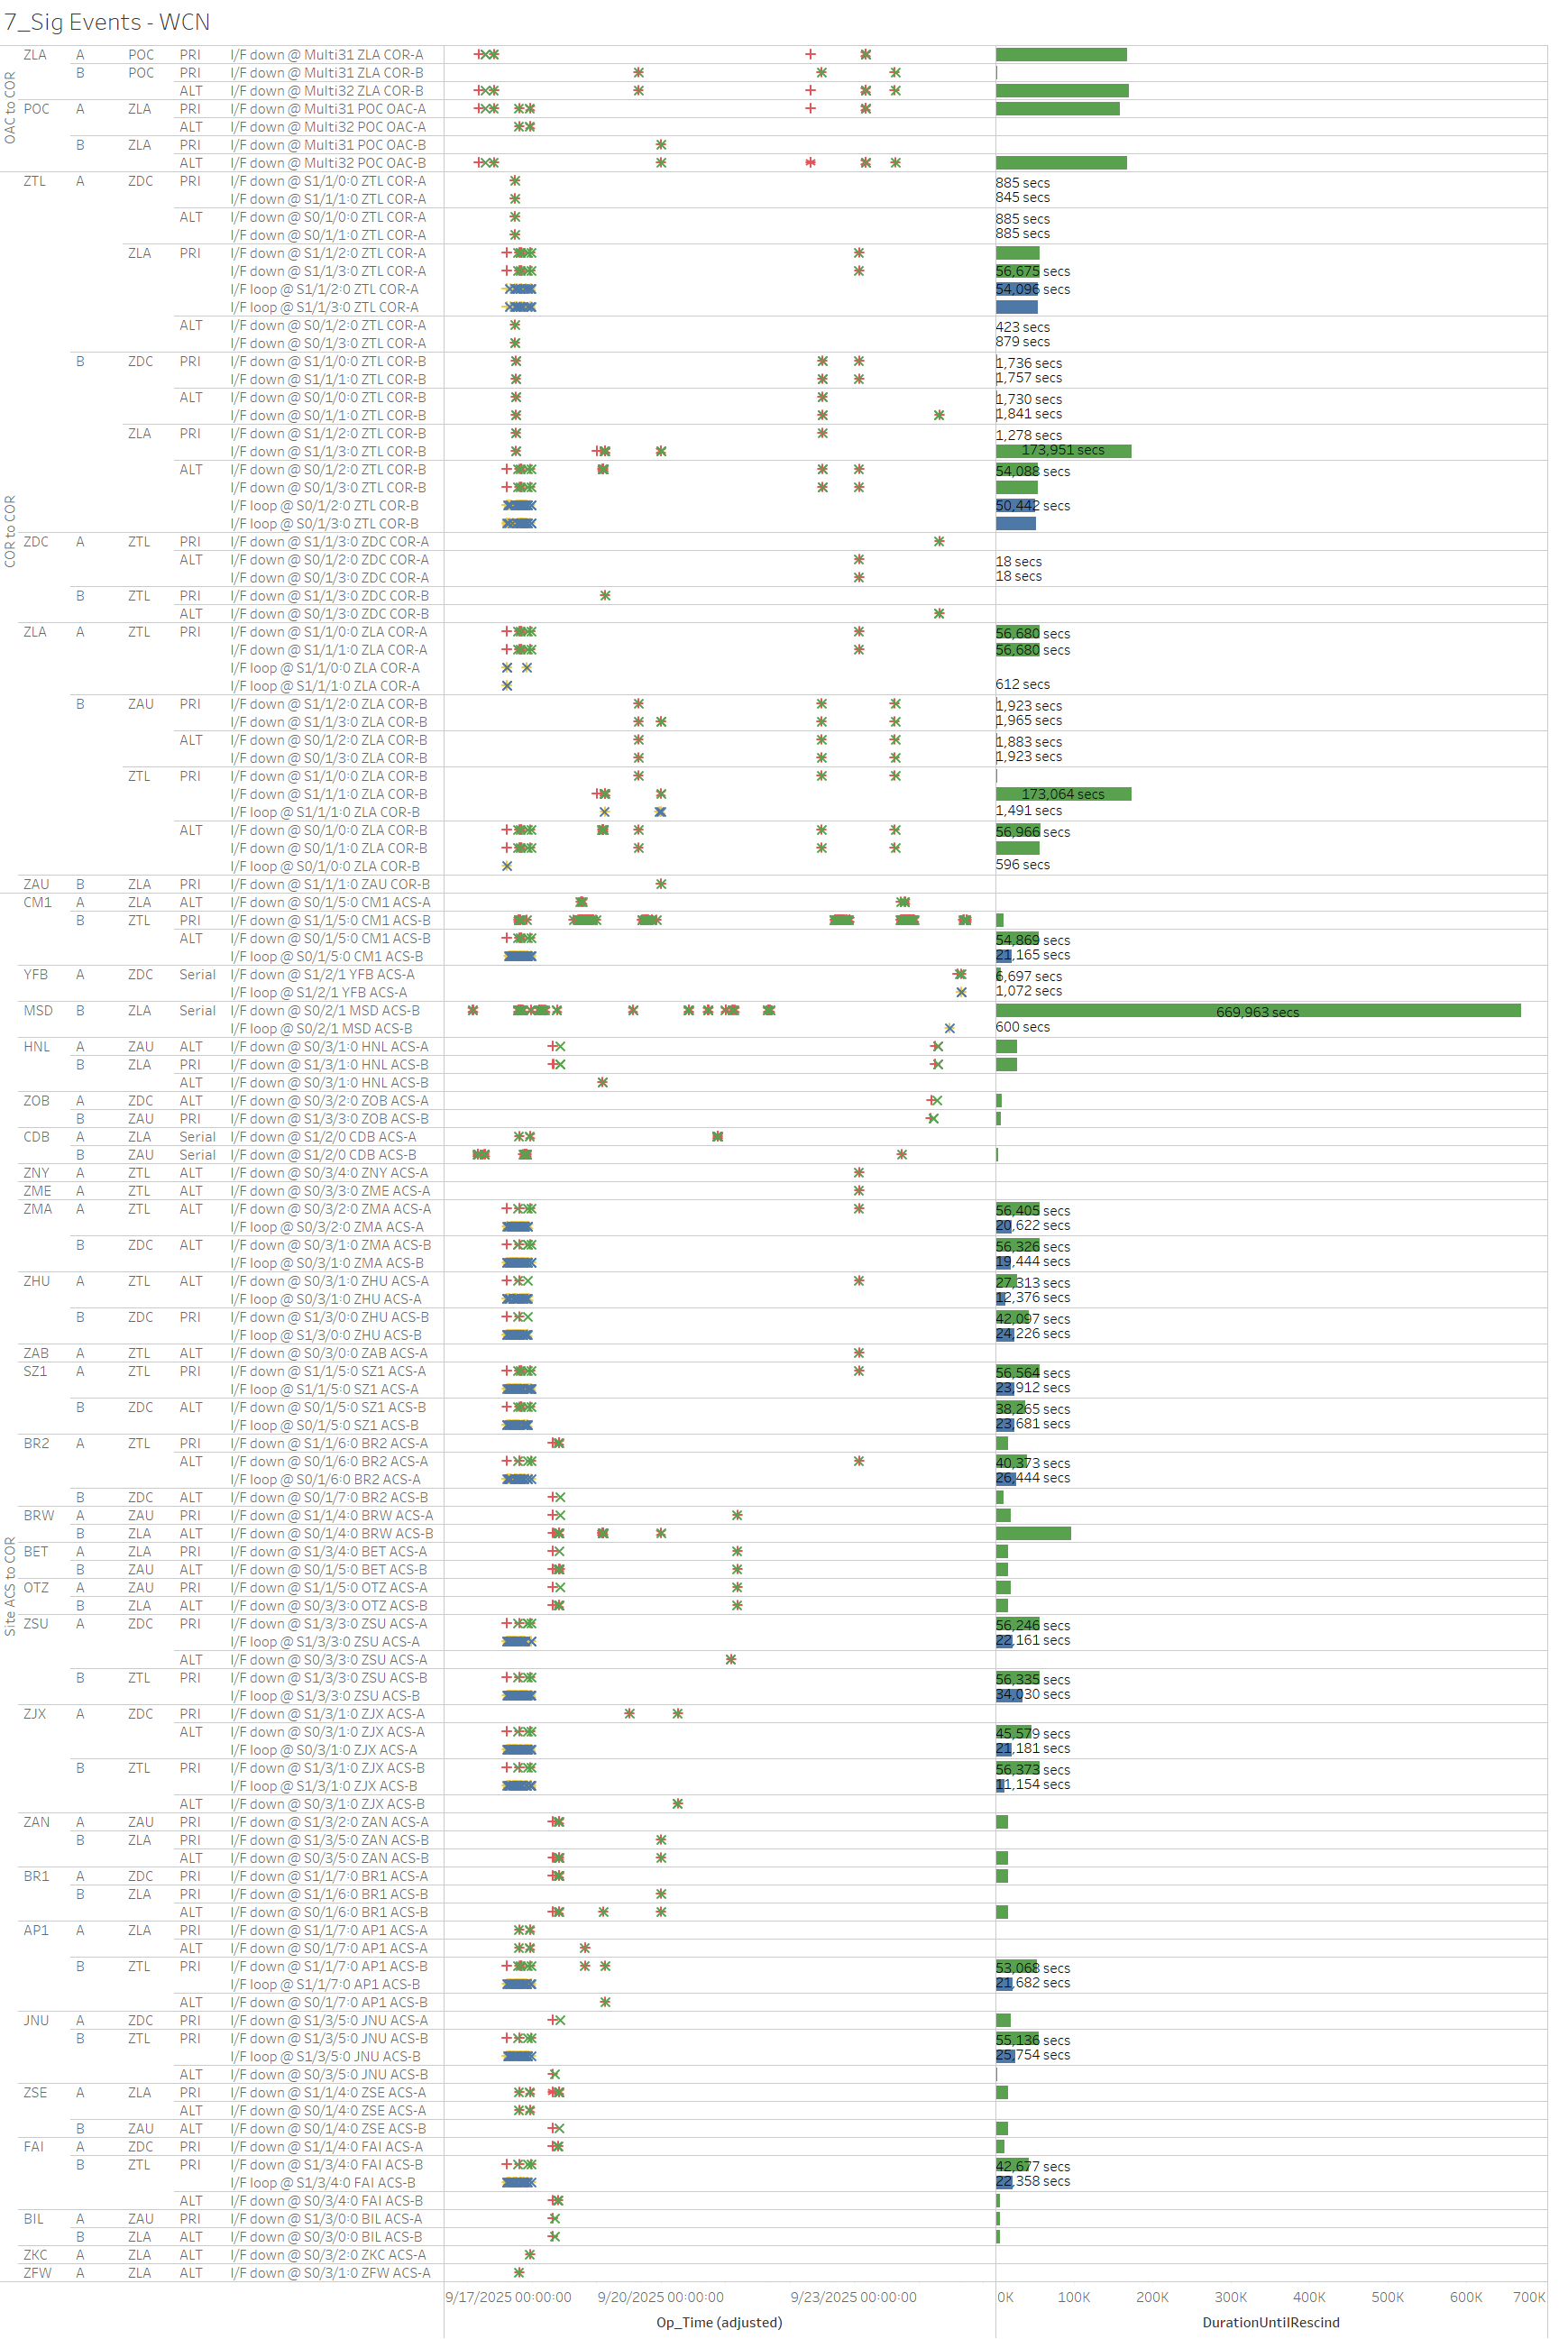 7_Sig Events - WCN
OAC to COR
ZLA A POC PRI I/F down @ Multi31 ZLA COR-A
B POC PRI I/F down @ Multi31 ZLA COR-B
ALT I/F down @ Multi32 ZLA COR-B
POC A ZLA PRI I/F down @ Multi31 POC OAC-A
ALT I/F down @ Multi32 POC OAC-A
B ZLA PRI I/F down @ Multi31 POC OAC-B
ALT I/F down @ Multi32 POC OAC-B
COR to COR
ZTL A ZDC PRI I/F down @ S1/1/0:0 ZTL COR-A 885 secs
I/F down @ S1/1/1:0 ZTL COR-A 845 secs
ALT I/F down @ S0/1/0:0 ZTL COR-A 885 secs
I/F down @ S0/1/1:0 ZTL COR-A 885 secs
ZLA PRI I/F down @ S1/1/2:0 ZTL COR-A
I/F down @ S1/1/3:0 ZTL COR-A 56,675 secs
I/F loop @ S1/1/2:0 ZTL COR-A 54,096 secs
I/F loop @ S1/1/3:0 ZTL COR-A
ALT I/F down @ S0/1/2:0 ZTL COR-A 423 secs
I/F down @ S0/1/3:0 ZTL COR-A 879 secs
B ZDC PRI I/F down @ S1/1/0:0 ZTL COR-B 1,736 secs
I/F down @ S1/1/1:0 ZTL COR-B 1,757 secs
ALT I/F down @ S0/1/0:0 ZTL COR-B 1,730 secs
I/F down @ S0/1/1:0 ZTL COR-B 1,841 secs
ZLA PRI I/F down @ S1/1/2:0 ZTL COR-B 1,278 secs
I/F down @ S1/1/3:0 ZTL COR-B 173,951 secs
ALT I/F down @ S0/1/2:0 ZTL COR-B 54,088 secs
I/F down @ S0/1/3:0 ZTL COR-B
I/F loop @ S0/1/2:0 ZTL COR-B 50,442 secs
I/F loop @ S0/1/3:0 ZTL COR-B
ZDC A ZTL PRI I/F down @ S1/1/3:0 ZDC COR-A
ALT I/F down @ S0/1/2:0 ZDC COR-A 18 secs
I/F down @ S0/1/3:0 ZDC COR-A 18 secs
B ZTL PRI I/F down @ S1/1/3:0 ZDC COR-B
ALT I/F down @ S0/1/3:0 ZDC COR-B
ZLA A ZTL PRI I/F down @ S1/1/0:0 ZLA COR-A 56,680 secs
I/F down @ S1/1/1:0 ZLA COR-A 56,680 secs
I/F loop @ S1/1/0:0 ZLA COR-A
I/F loop @ S1/1/1:0 ZLA COR-A 612 secs
B ZAU PRI I/F down @ S1/1/2:0 ZLA COR-B 1,923 secs
I/F down @ S1/1/3:0 ZLA COR-B 1,965 secs
ALT I/F down @ S0/1/2:0 ZLA COR-B 1,883 secs
I/F down @ S0/1/3:0 ZLA COR-B 1,923 secs
ZTL PRI I/F down @ S1/1/0:0 ZLA COR-B
I/F down @ S1/1/1:0 ZLA COR-B 173,064 secs
I/F loop @ S1/1/1:0 ZLA COR-B 1,491 secs
ALT I/F down @ S0/1/0:0 ZLA COR-B 56,966 secs
I/F down @ S0/1/1:0 ZLA COR-B
I/F loop @ S0/1/0:0 ZLA COR-B 596 secs
ZAU B ZLA PRI I/F down @ S1/1/1:0 ZAU COR-B
Site ACS to COR
CM1 A ZLA ALT I/F down @ S0/1/5:0 CM1 ACS-A
B ZTL PRI I/F down @ S1/1/5:0 CM1 ACS-B
ALT I/F down @ S0/1/5:0 CM1 ACS-B 54,869 secs
I/F loop @ S0/1/5:0 CM1 ACS-B 21,165 secs
YFB A ZDC Serial I/F down @ S1/2/1 YFB ACS-A 6,697 secs
I/F loop @ S1/2/1 YFB ACS-A 1,072 secs
MSD B ZLA Serial I/F down @ S0/2/1 MSD ACS-B 669,963 secs
I/F loop @ S0/2/1 MSD ACS-B 600 secs
HNL A ZAU ALT I/F down @ S0/3/1:0 HNL ACS-A
B ZLA PRI I/F down @ S1/3/1:0 HNL ACS-B
ALT I/F down @ S0/3/1:0 HNL ACS-B
ZOB A ZDC ALT I/F down @ S0/3/2:0 ZOB ACS-A
B ZAU PRI I/F down @ S1/3/3:0 ZOB ACS-B
CDB A ZLA Serial I/F down @ S1/2/0 CDB ACS-A
B ZAU Serial I/F down @ S1/2/0 CDB ACS-B
ZNY A ZTL ALT I/F down @ S0/3/4:0 ZNY ACS-A
ZME A ZTL ALT I/F down @ S0/3/3:0 ZME ACS-A
ZMA A ZTL ALT I/F down @ S0/3/2:0 ZMA ACS-A 56,405 secs
I/F loop @ S0/3/2:0 ZMA ACS-A 20,622 secs
B ZDC ALT I/F down @ S0/3/1:0 ZMA ACS-B 56,326 secs
I/F loop @ S0/3/1:0 ZMA ACS-B 19,444 secs
ZHU A ZTL ALT I/F down @ S0/3/1:0 ZHU ACS-A 27,313 secs
I/F loop @ S0/3/1:0 ZHU ACS-A 12,376 secs
B ZDC PRI I/F down @ S1/3/0:0 ZHU ACS-B 42,097 secs
I/F loop @ S1/3/0:0 ZHU ACS-B 24,226 secs
ZAB A ZTL ALT I/F down @ S0/3/0:0 ZAB ACS-A
SZ1 A ZTL PRI I/F down @ S1/1/5:0 SZ1 ACS-A 56,564 secs
I/F loop @ S1/1/5:0 SZ1 ACS-A 23,912 secs
B ZDC ALT I/F down @ S0/1/5:0 SZ1 ACS-B 38,265 secs
I/F loop @ S0/1/5:0 SZ1 ACS-B 23,681 secs
BR2 A ZTL PRI I/F down @ S1/1/6:0 BR2 ACS-A
ALT I/F down @ S0/1/6:0 BR2 ACS-A 40,373 secs
I/F loop @ S0/1/6:0 BR2 ACS-A 26,444 secs
B ZDC ALT I/F down @ S0/1/7:0 BR2 ACS-B
BRW A ZAU PRI I/F down @ S1/1/4:0 BRW ACS-A
B ZLA ALT I/F down @ S0/1/4:0 BRW ACS-B
BET A ZLA PRI I/F down @ S1/3/4:0 BET ACS-A
B ZAU ALT I/F down @ S0/1/5:0 BET ACS-B
OTZ A ZAU PRI I/F down @ S1/1/5:0 OTZ ACS-A
B ZLA ALT I/F down @ S0/3/3:0 OTZ ACS-B
ZSU A ZDC PRI I/F down @ S1/3/3:0 ZSU ACS-A 56,246 secs
I/F loop @ S1/3/3:0 ZSU ACS-A 22,161 secs
ALT I/F down @ S0/3/3:0 ZSU ACS-A
B ZTL PRI I/F down @ S1/3/3:0 ZSU ACS-B 56,335 secs
I/F loop @ S1/3/3:0 ZSU ACS-B 34,030 secs
ZJX A ZDC PRI I/F down @ S1/3/1:0 ZJX ACS-A
ALT I/F down @ S0/3/1:0 ZJX ACS-A 45,579 secs
I/F loop @ S0/3/1:0 ZJX ACS-A 21,181 secs
B ZTL PRI I/F down @ S1/3/1:0 ZJX ACS-B 56,373 secs
I/F loop @ S1/3/1:0 ZJX ACS-B 11,154 secs
ALT I/F down @ S0/3/1:0 ZJX ACS-B
ZAN A ZAU PRI I/F down @ S1/3/2:0 ZAN ACS-A
B ZLA PRI I/F down @ S1/3/5:0 ZAN ACS-B
ALT I/F down @ S0/3/5:0 ZAN ACS-B
BR1 A ZDC PRI I/F down @ S1/1/7:0 BR1 ACS-A
B ZLA PRI I/F down @ S1/1/6:0 BR1 ACS-B
ALT I/F down @ S0/1/6:0 BR1 ACS-B
AP1 A ZLA PRI I/F down @ S1/1/7:0 AP1 ACS-A
ALT I/F down @ S0/1/7:0 AP1 ACS-A
B ZTL PRI I/F down @ S1/1/7:0 AP1 ACS-B 53,068 secs
I/F loop @ S1/1/7:0 AP1 ACS-B 21,682 secs
ALT I/F down @ S0/1/7:0 AP1 ACS-B
JNU A ZDC PRI I/F down @ S1/3/5:0 JNU ACS-A
B ZTL PRI I/F down @ S1/3/5:0 JNU ACS-B 55,136 secs
I/F loop @ S1/3/5:0 JNU ACS-B 25,754 secs
ALT I/F down @ S0/3/5:0 JNU ACS-B
ZSE A ZLA PRI I/F down @ S1/1/4:0 ZSE ACS-A
ALT I/F down @ S0/1/4:0 ZSE ACS-A
B ZAU ALT I/F down @ S0/1/4:0 ZSE ACS-B
FAI A ZDC PRI I/F down @ S1/1/4:0 FAI ACS-A
B ZTL PRI I/F down @ S1/3/4:0 FAI ACS-B 42,677 secs
I/F loop @ S1/3/4:0 FAI ACS-B 22,358 secs
ALT I/F down @ S0/3/4:0 FAI ACS-B
BIL A ZAU PRI I/F down @ S1/3/0:0 BIL ACS-A
B ZLA ALT I/F down @ S0/3/0:0 BIL ACS-B
ZKC A ZLA ALT I/F down @ S0/3/2:0 ZKC ACS-A
ZFW A ZLA ALT I/F down @ S0/3/1:0 ZFW ACS-A
9/17/2025 00:00:00 9/20/2025 00:00:00 9/23/2025 00:00:00 0K 100K 200K 300K 400K 500K 600K 700K
Op_Time (adjusted) DurationUntilRescind